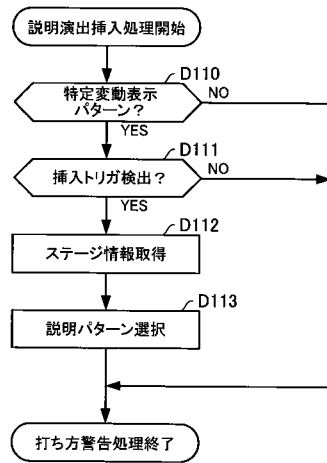 説明演出挿入処理開始
D110
特定変動表示
パターン？
NO
YES
D111
挿入トリガ検出？
NO
YES
D112
ステージ情報取得
D113
説明パターン選択
打ち方警告処理終了